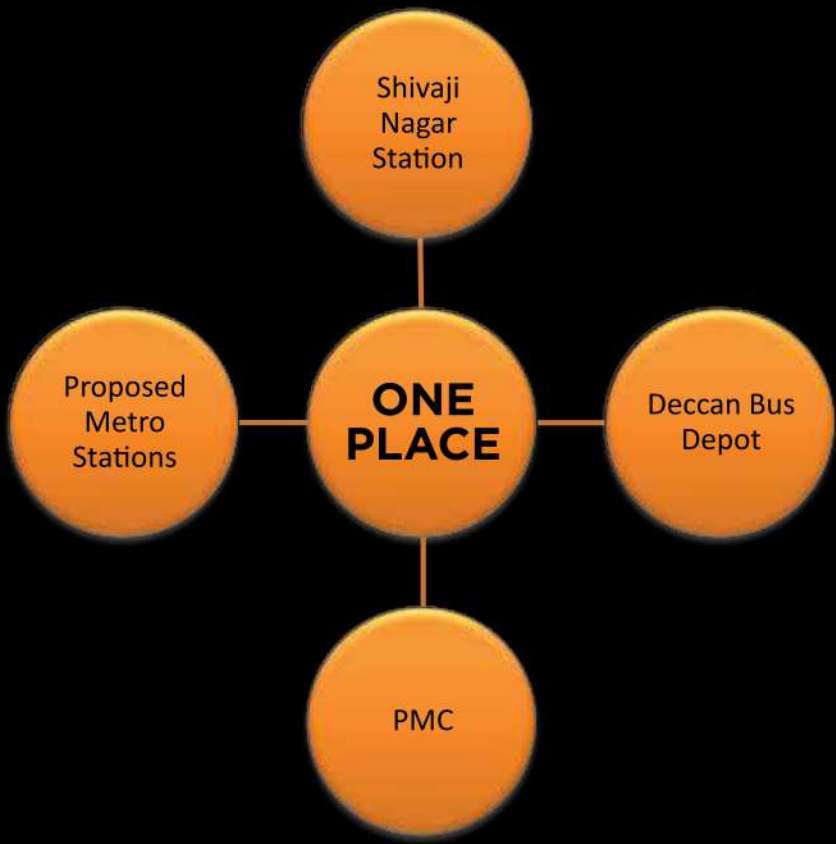 Shivaji
Nagar
Station
Proposed
Metro
Stations
ONE
PLACE
Deccan Bus
Depot
PMC